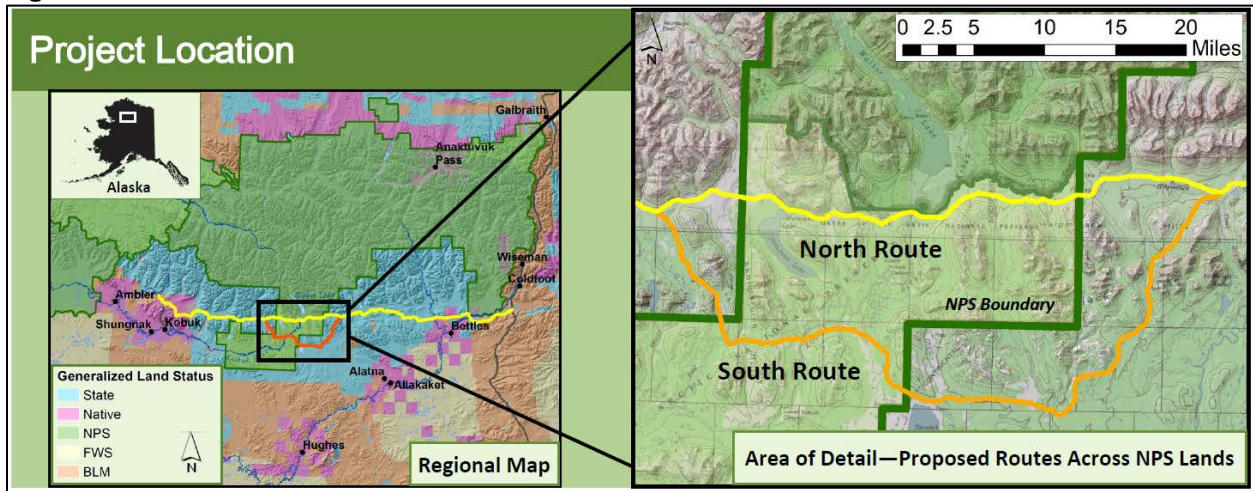 Project Location
Alaska
Galbraith
Anaktuvuk
Pass
Wiseman
Coldfoot
Ambler
Shungnak
Kobuk
Bettles
Alatna
Allakaket
Hughes
Generalized Land Status
State
Native
NPS
FWS
BLM
N
Regional Map
N
0 2.5 5 10 15 20
Miles
Walker
Lake
North Route
NPS Boundary
South Route
Area of Detail—Proposed Routes Across NPS Lands